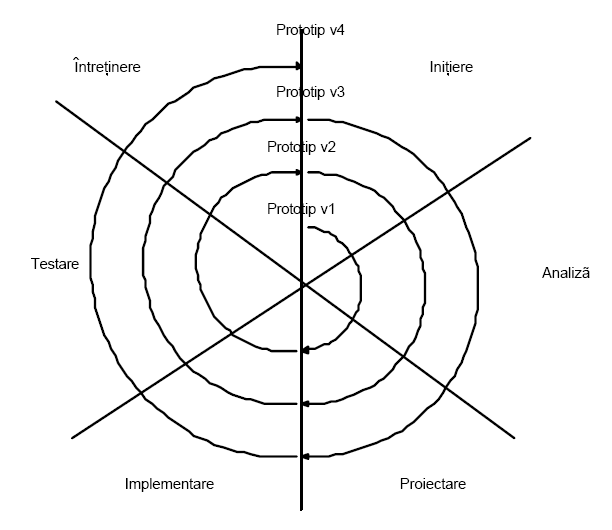 Prototip v4
Întreținere
Inițiere
Prototip v3
Prototip v2
Prototip v1
Testare
Analiză
Implementare
Proiectare